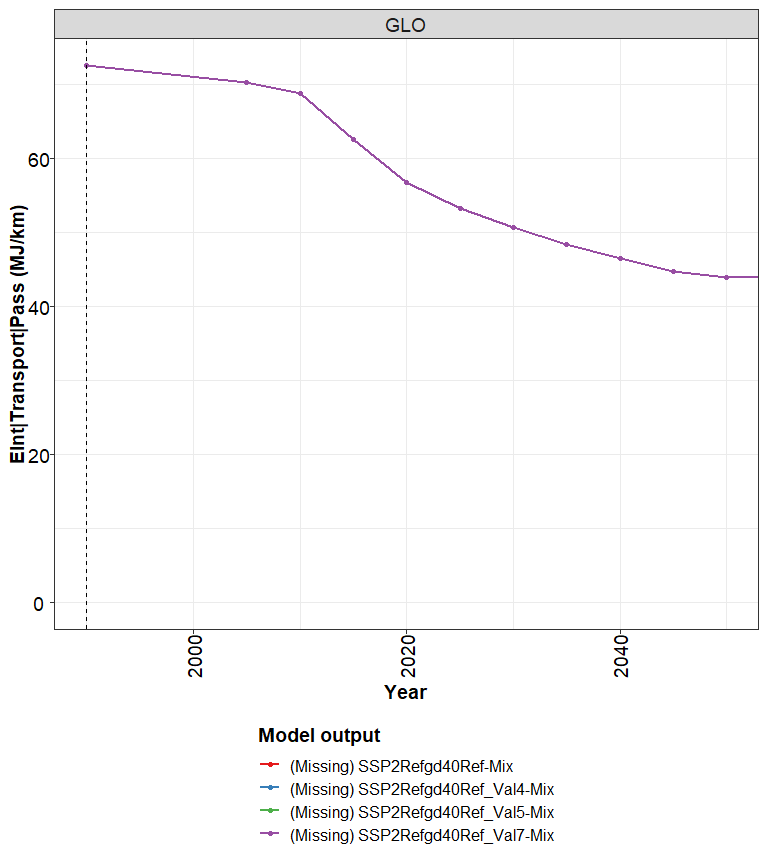 GLO
EInt|Transport|Pass (MJ/km)
60
40
20
0
2000
2020
2040
Year
Model output
(Missing) SSP2Refgd40Ref-Mix
(Missing) SSP2Refgd40Ref_Val4-Mix
(Missing) SSP2Refgd40Ref_Val5-Mix
(Missing) SSP2Refgd40Ref_Val7-Mix